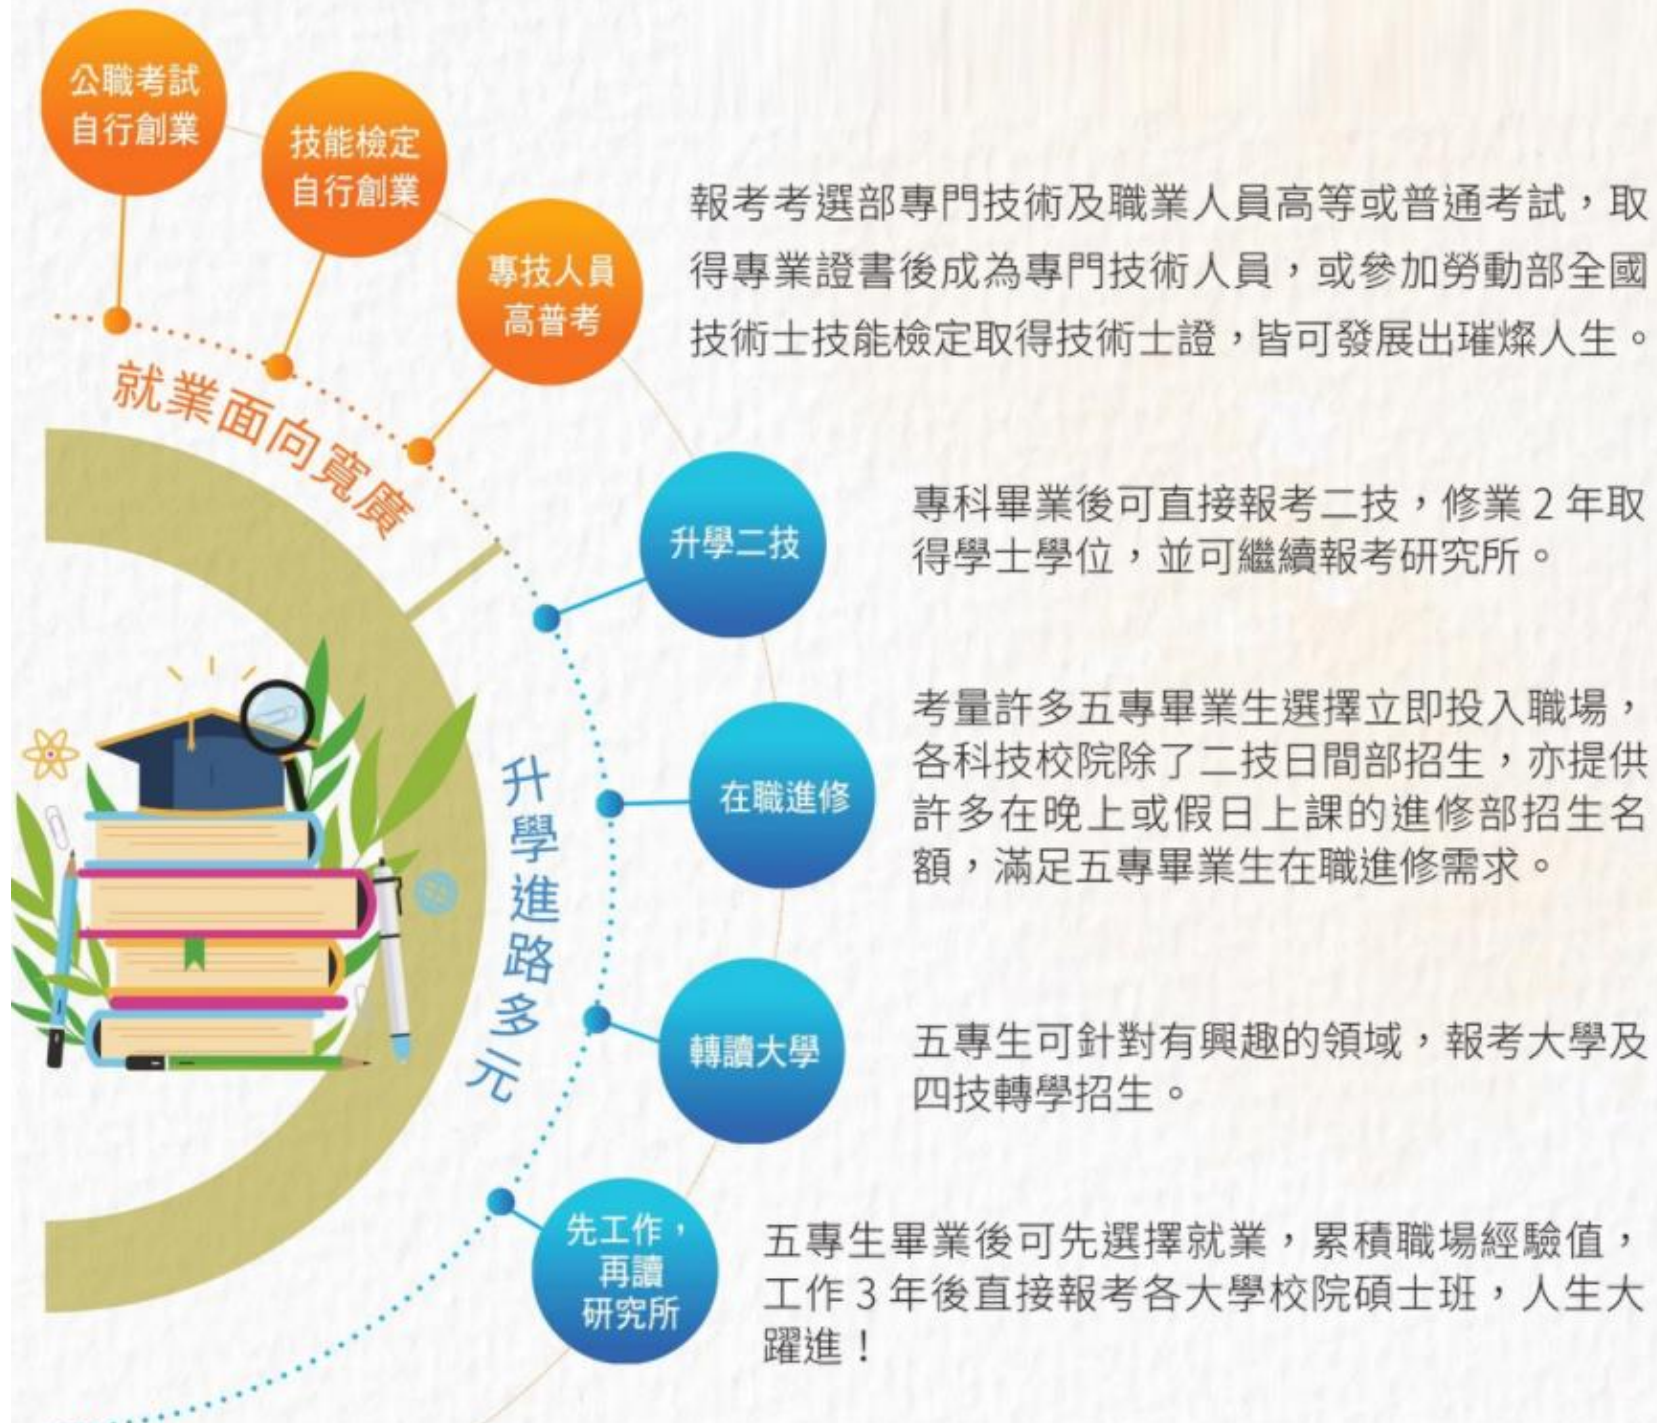 公職考試
自行創業
技能檢定
自行創業
專技人員
高普考
報考考選部專門技術及職業人員高等或普通考試，取
得專業證書後成為專門技術人員，或參加勞動部全國
技術士技能檢定取得技術士證，皆可發展出璀燦人生。
就業面向寬廣
升學二技
專科畢業後可直接報考二技，修業 2 年取
得學士學位，並可繼續報考研究所。
升學進路多元
在職進修
考量許多五專畢業生選擇立即投入職場，
各科技校院除了二技日間部招生，亦提供
許多在晚上或假日上課的進修部招生名
額，滿足五專畢業生在職進修需求。
轉讀大學
五專生可針對有興趣的領域，報考大學及
四技轉學招生。
先工作，
再讀
研究所
五專生畢業後可先選擇就業，累積職場經驗值，
工作 3 年後直接報考各大學校院碩士班，人生大
躍進！